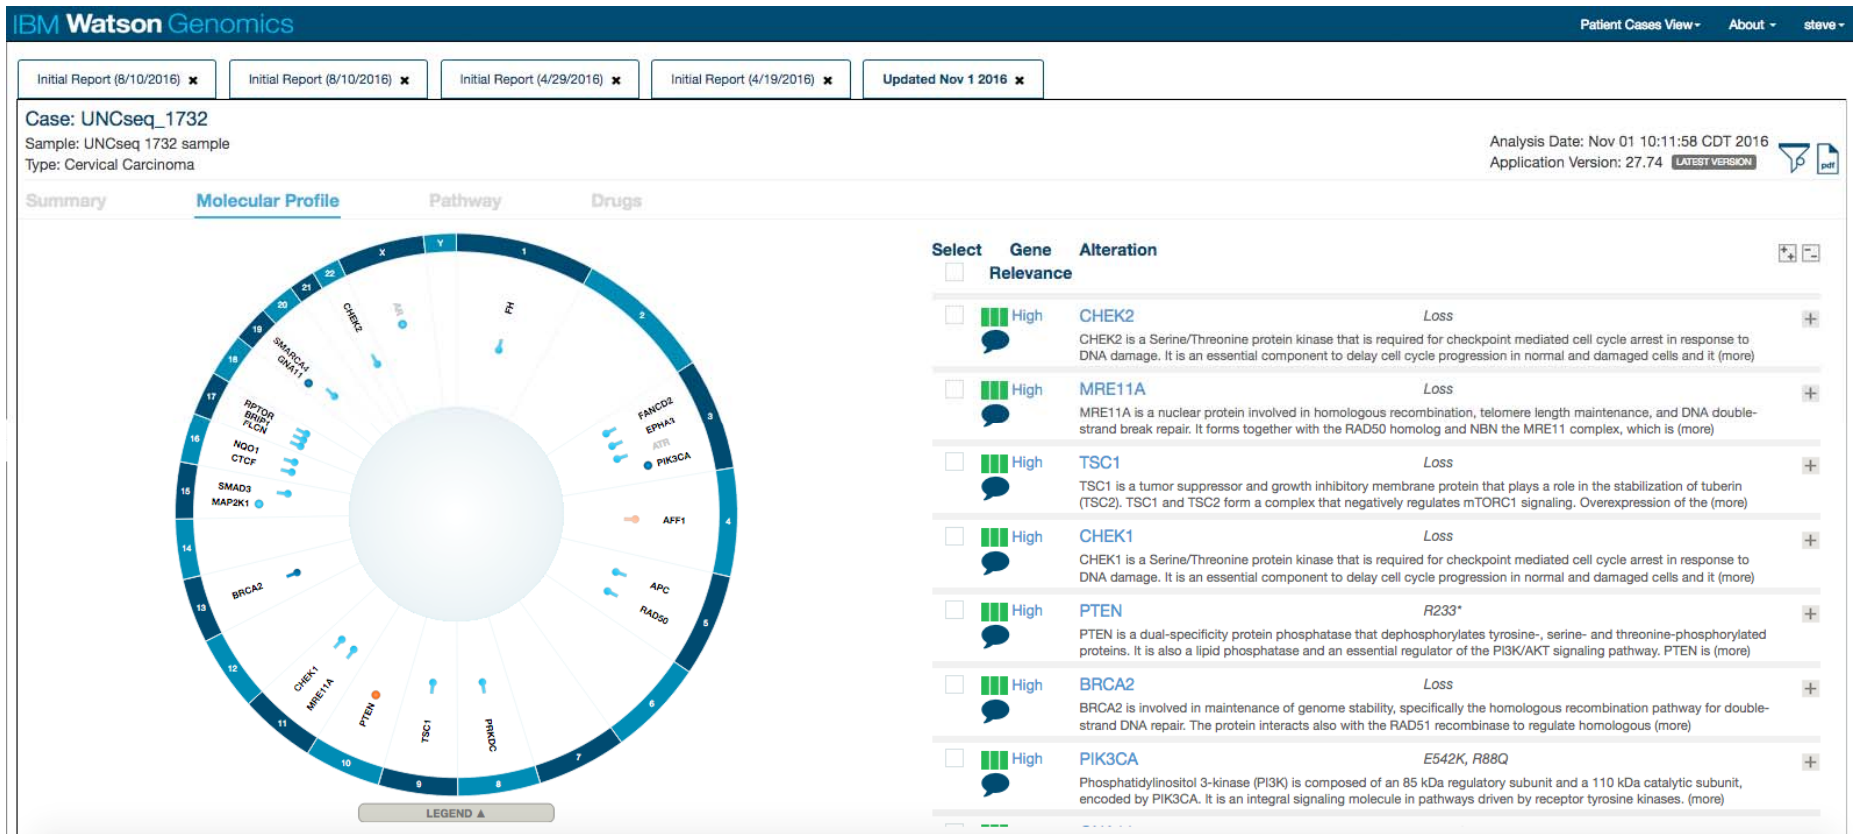 IBM Watson Genomics
Patient Cases View
About
steve
Initial Report (8/10/2016) ×
Initial Report (8/10/2016) ×
Initial Report (4/29/2016) ×
Initial Report (4/19/2016) ×
Updated Nov 1 2016 ×
Case: UNCseq_1732
Sample: UNCseq 1732 sample
Type: Cervical Carcinoma
Analysis Date: Nov 01 10:11:58 CDT 2016
Application Version: 27.74 LATEST VERSION
pdf
Summary
Molecular Profile
Pathway
Drugs
1
2
3
4
5
6
7
8
9
10
11
12
13
14
15
16
17
18
19
20
21
22
X
Y
FH
FANCD2
EPHA3
ATR
PIK3CA
AFF1
APC
RAD50
PRKDC
TSC1
PTEN
MRE11A
CHEK1
BRCA2
MAP2K1
SMAD3
CTCF
NQO1
FLCN
BRIP1
RPTOR
GNA11
SMARCA4
CHEK2
AR
LEGEND ▲
Select
Gene Relevance
Alteration
High
CHEK2
Loss
CHEK2 is a Serine/Threonine protein kinase that is required for checkpoint mediated cell cycle arrest in response to
DNA damage. It is an essential component to delay cell cycle progression in normal and damaged cells and it (more)
High
MRE11A
Loss
MRE11A is a nuclear protein involved in homologous recombination, telomere length maintenance, and DNA double-
strand break repair. It forms together with the RAD50 homolog and NBN the MRE11 complex, which is (more)
High
TSC1
Loss
TSC1 is a tumor suppressor and growth inhibitory membrane protein that plays a role in the stabilization of tuberin
(TSC2). TSC1 and TSC2 form a complex that negatively regulates mTORC1 signaling. Overexpression of the (more)
High
CHEK1
Loss
CHEK1 is a Serine/Threonine protein kinase that is required for checkpoint mediated cell cycle arrest in response to
DNA damage. It is an essential component to delay cell cycle progression in normal and damaged cells and it (more)
High
PTEN
R233*
PTEN is a dual-specificity protein phosphatase that dephosphorylates tyrosine-, serine- and threonine-phosphorylated
proteins. It is also a lipid phosphatase and an essential regulator of the PI3K/AKT signaling pathway. PTEN is (more)
High
BRCA2
Loss
BRCA2 is involved in maintenance of genome stability, specifically the homologous recombination pathway for double-
strand DNA repair. The protein interacts also with the RAD51 recombinase to regulate homologous (more)
High
PIK3CA
E542K, R88Q
Phosphatidylinositol 3-kinase (PI3K) is composed of an 85 kDa regulatory subunit and a 110 kDa catalytic subunit,
encoded by PIK3CA. It is an integral signaling molecule in pathways driven by receptor tyrosine kinases. (more)